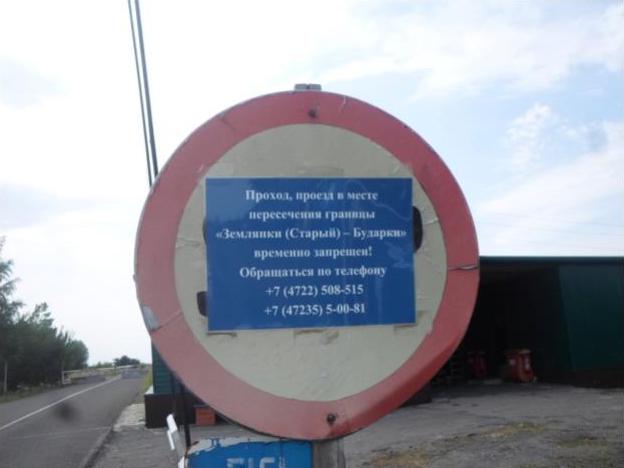 Проход, проезд в месте
пересечения границы
«Землянки (Старый) – Бударки»
временно запрещен!
Обращаться по телефону
+7 (4722) 508-515
+7 (47235) 5-00-81